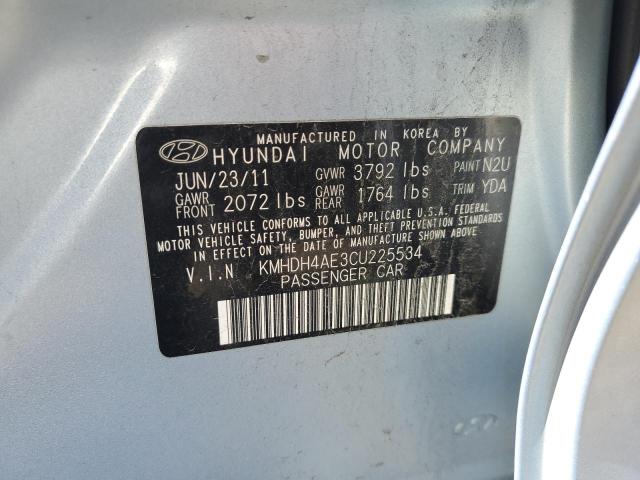 MANUFACTURED IN KOREA BY
HYUNDAI MOTOR COMPANY
JUN/23/11 GVWR 3792 lbs PAINT N2U
GAWR FRONT 2072 lbs GAWR REAR 1764 lbs TRIM YDA
THIS VEHICLE CONFORMS TO ALL APPLICABLE U.S.A. FEDERAL
MOTOR VEHICLE SAFETY, BUMPER, AND THEFT PREVENTION STANDARDS
IN EFFECT ON THE DATE OF MANUFACTURE SHOWN ABOVE.
V.I.N KMHDH4AE3CU225534
PASSENGER CAR